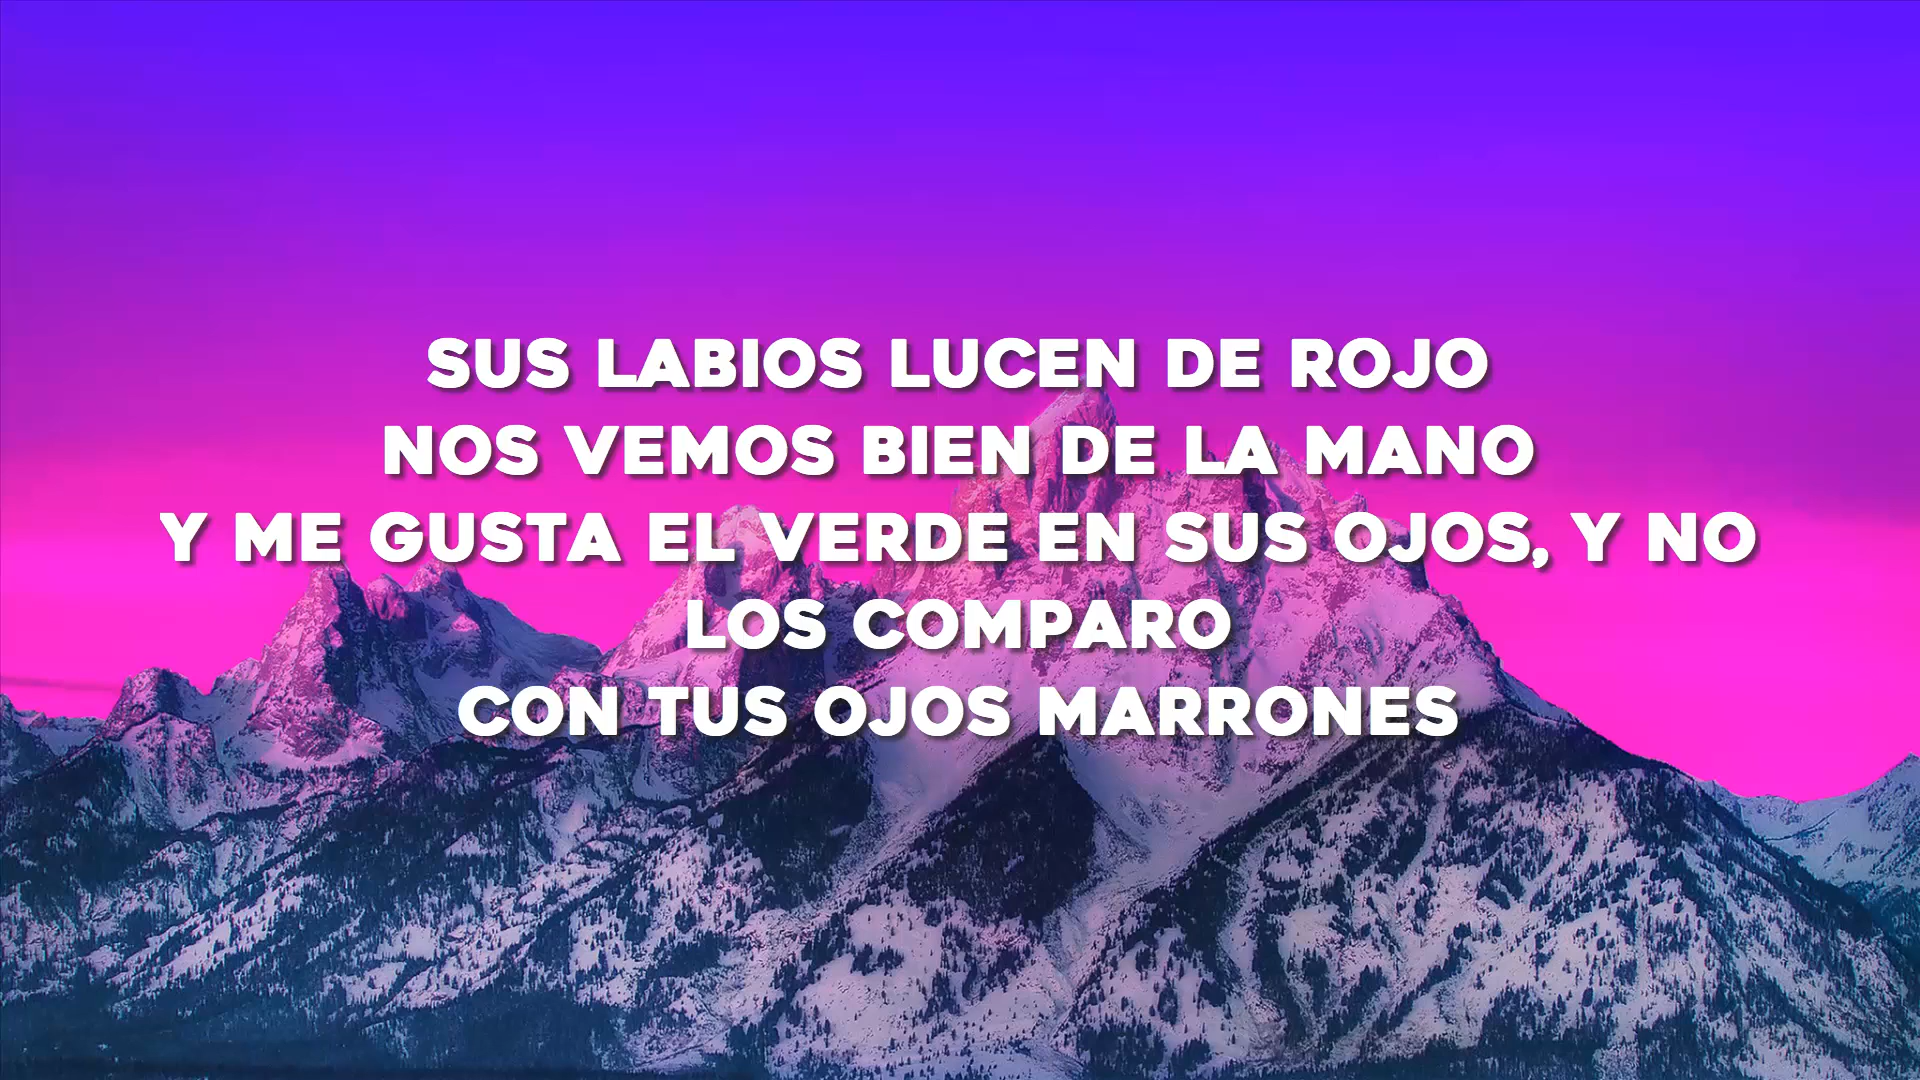 SUS LABIOS LUCEN DE ROJO
NOS VEMOS BIEN DE LA MANO
Y ME GUSTA EL VERDE EN SUS OJOS, Y NO
LOS COMPARO
CON TUS OJOS MARRONES